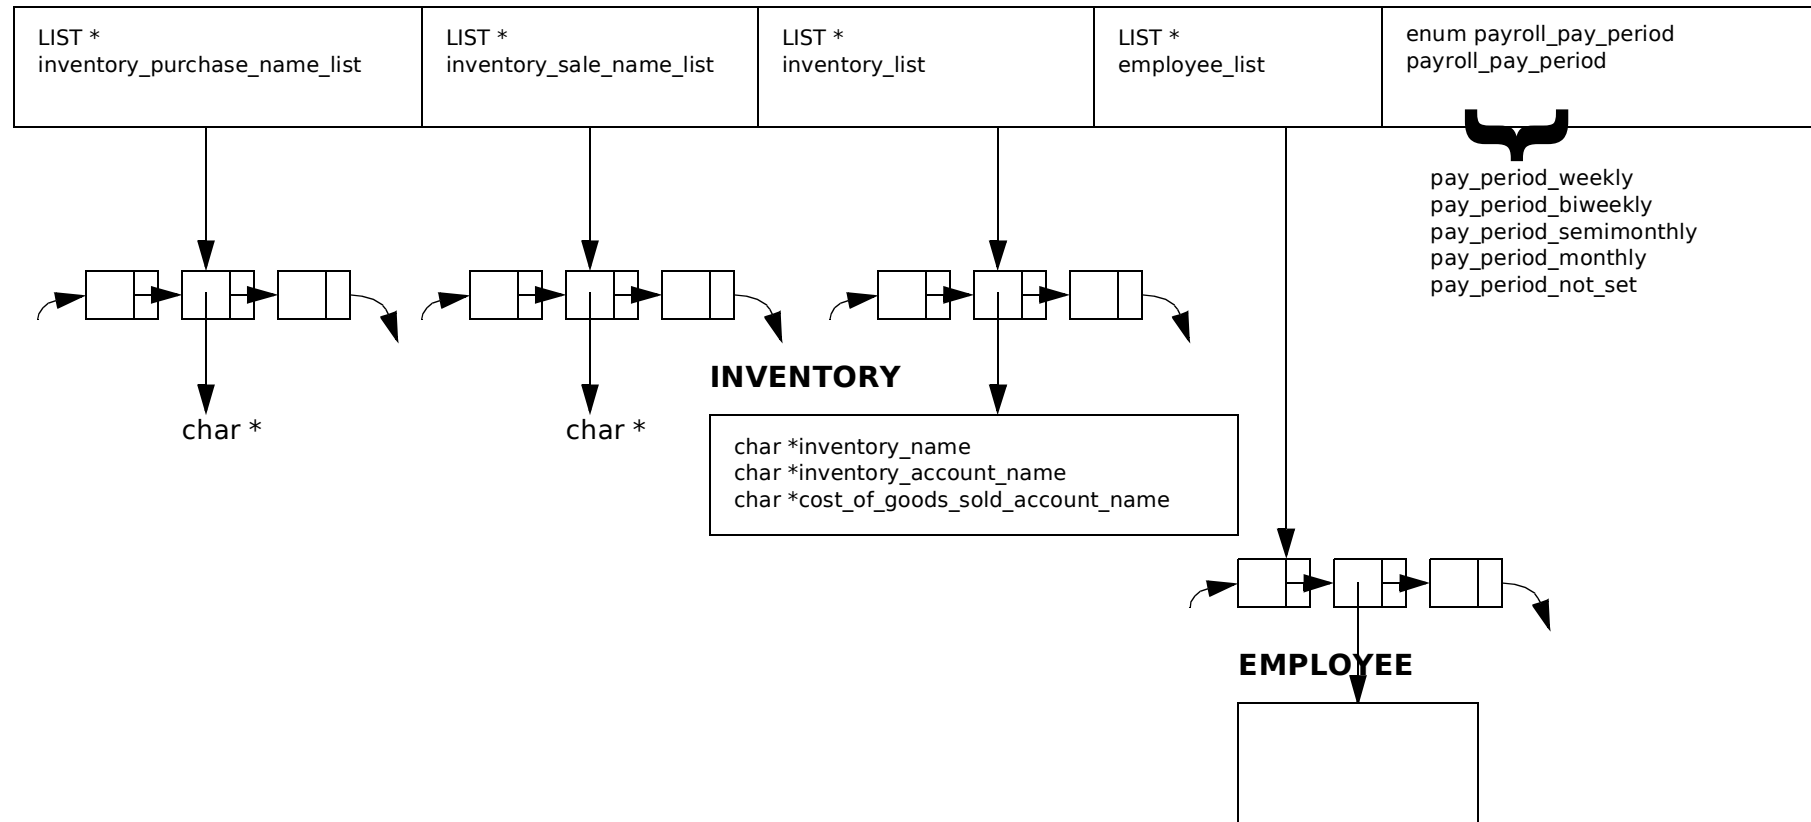 LIST *
inventory_purchase_name_list
LIST *
inventory_sale_name_list
LIST *
inventory_list
LIST *
employee_list
enum payroll_pay_period
payroll_pay_period
pay_period_weekly
pay_period_biweekly
pay_period_semimonthly
pay_period_monthly
pay_period_not_set
char *
char *
INVENTORY
char *inventory_name
char *inventory_account_name
char *cost_of_goods_sold_account_name
EMPLOYEE